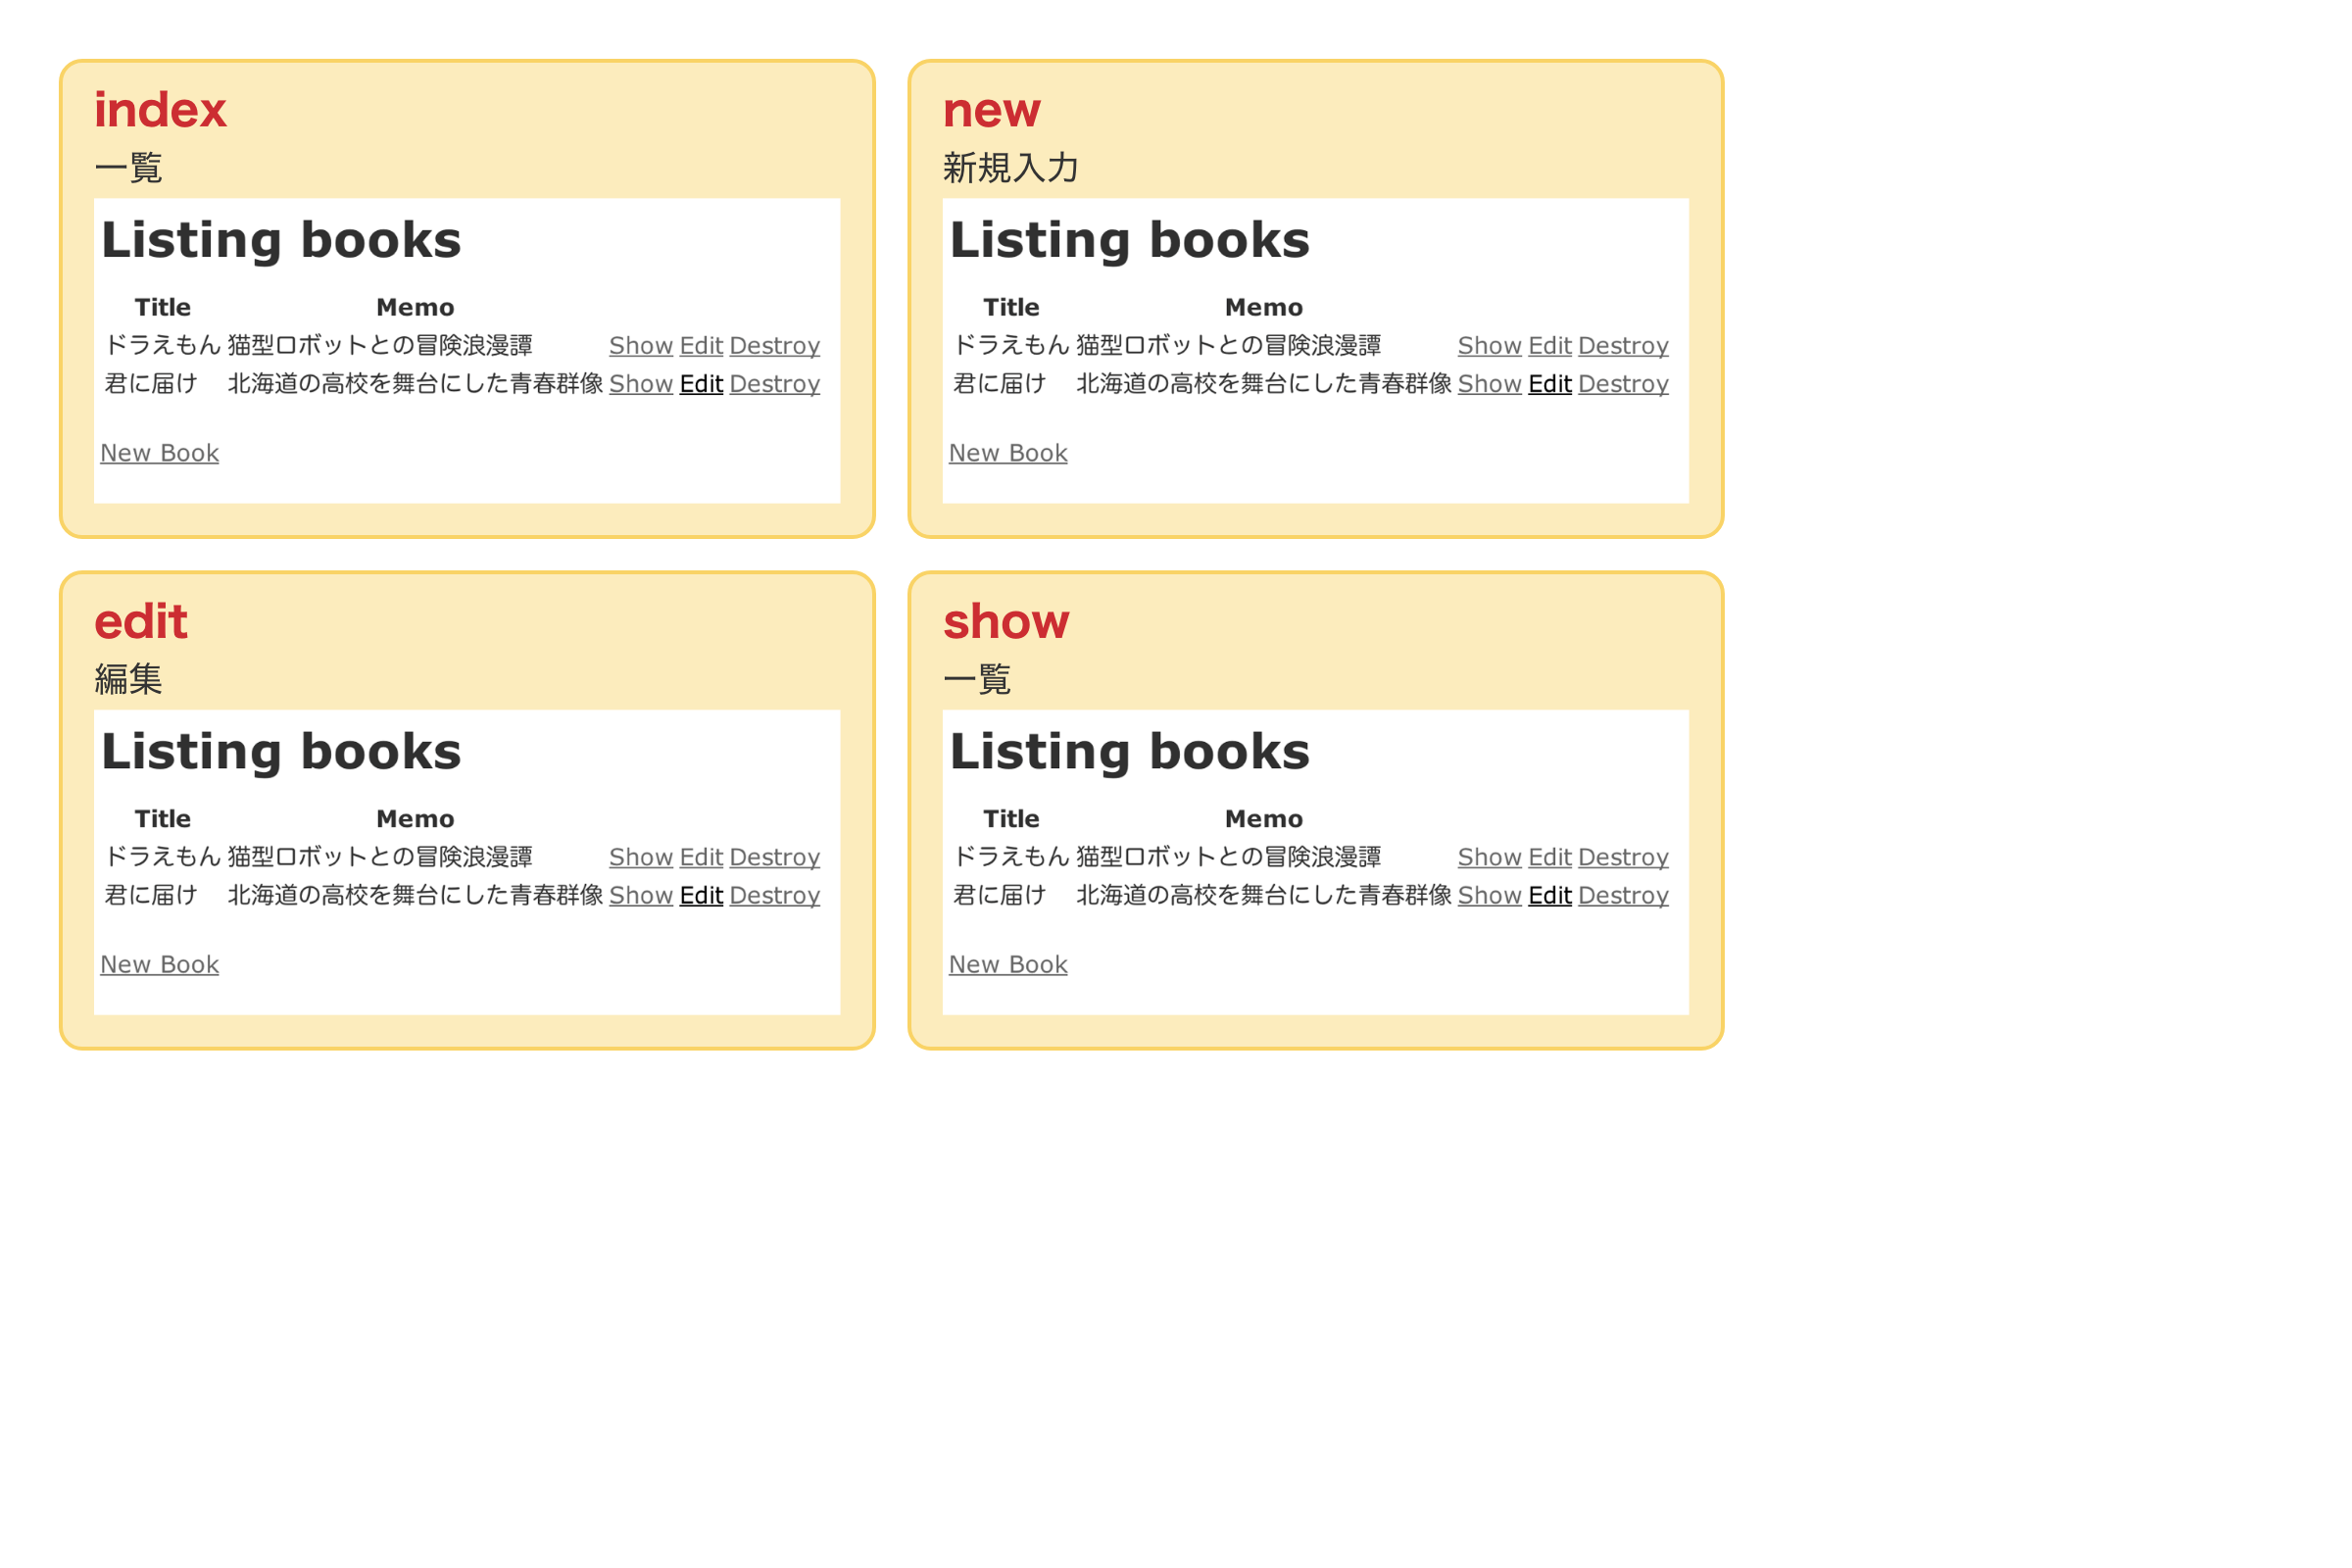 index
一覧
Listing books
Title Memo
ドラえもん 猫型ロボットとの冒険浪漫譚 Show Edit Destroy
君に届け 北海道の高校を舞台にした青春群像 Show Edit Destroy
New Book
new
新規入力
Listing books
Title Memo
ドラえもん 猫型ロボットとの冒険浪漫譚 Show Edit Destroy
君に届け 北海道の高校を舞台にした青春群像 Show Edit Destroy
New Book
edit
編集
Listing books
Title Memo
ドラえもん 猫型ロボットとの冒険浪漫譚 Show Edit Destroy
君に届け 北海道の高校を舞台にした青春群像 Show Edit Destroy
New Book
show
一覧
Listing books
Title Memo
ドラえもん 猫型ロボットとの冒険浪漫譚 Show Edit Destroy
君に届け 北海道の高校を舞台にした青春群像 Show Edit Destroy
New Book